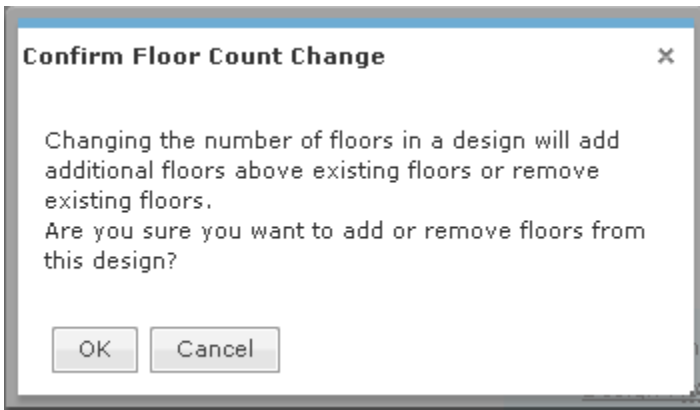 Confirm Floor Count Change
Changing the number of floors in a design will add
additional floors above existing floors or remove
existing floors.
Are you sure you want to add or remove floors from
this design?
OK
Cancel